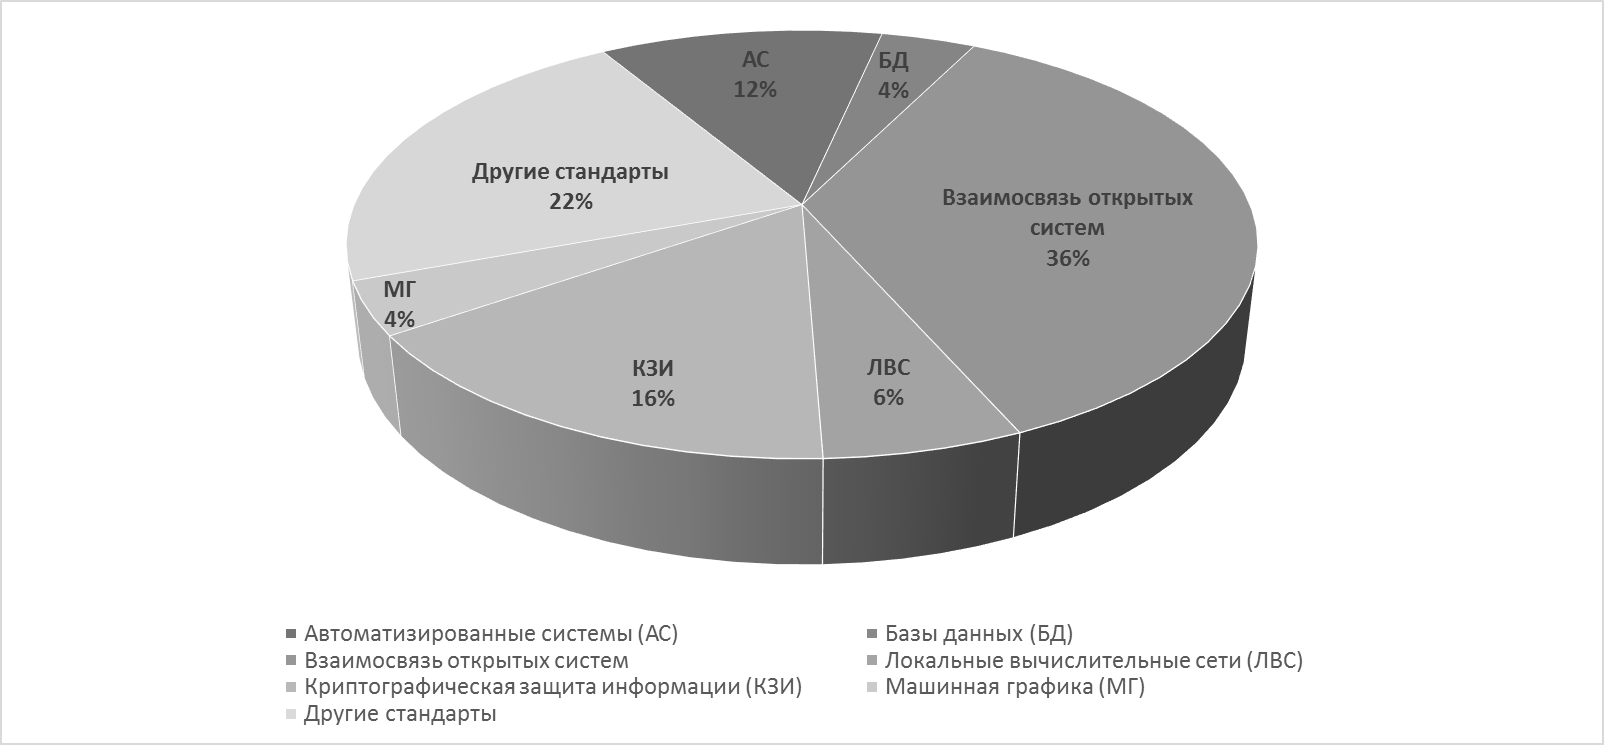 АС
12%
БД
4%
Взаимосвязь открытых
систем
36%
Другие стандарты
22%
МГ
4%
КЗИ
16%
ЛВС
6%
Автоматизированные системы (АС)
Базы данных (БД)
Взаимосвязь открытых систем
Локальные вычислительные сети (ЛВС)
Криптографическая защита информации (КЗИ)
Машинная графика (МГ)
Другие стандарты